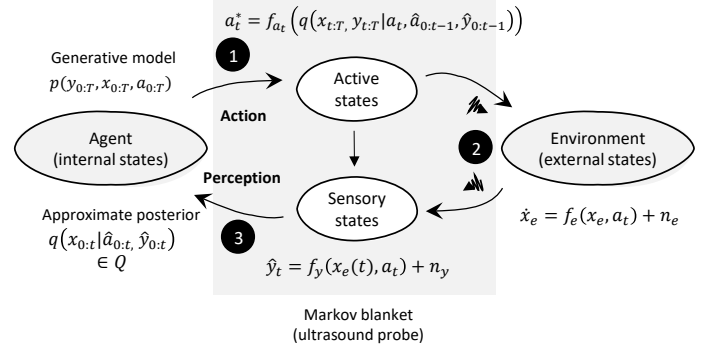 a_t^* = f_{a_t}(q(x_{t:T}, y_{t:T}|a_t, â_{0:t-1}, ŷ_{0:t-1}))
Generative model
p(y_{0:T}, x_{0:T}, a_{0:T})
1
Active
states
Action
Agent
(internal states)
2
Environment
(external states)
Perception
Sensory
states
Approximate posterior
q(x_{0:t}|â_{0:t}, ŷ_{0:t})
∈ Q
3
ẋ_e = f_e(x_e, a_t) + n_e
ŷ_t = f_y(x_e(t), a_t) + n_y
Markov blanket
(ultrasound probe)